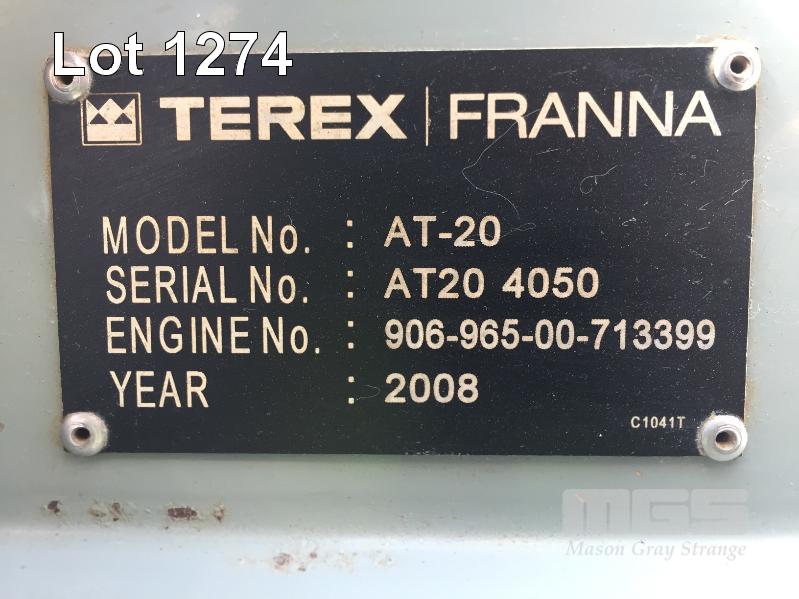 Lot 1274
TEREX | FRANNA
MODEL No. : AT-20
SERIAL No. : AT20 4050
ENGINE No. : 906-965-00-713399
YEAR : 2008
C1041T
MGS
Mason Gray Strange